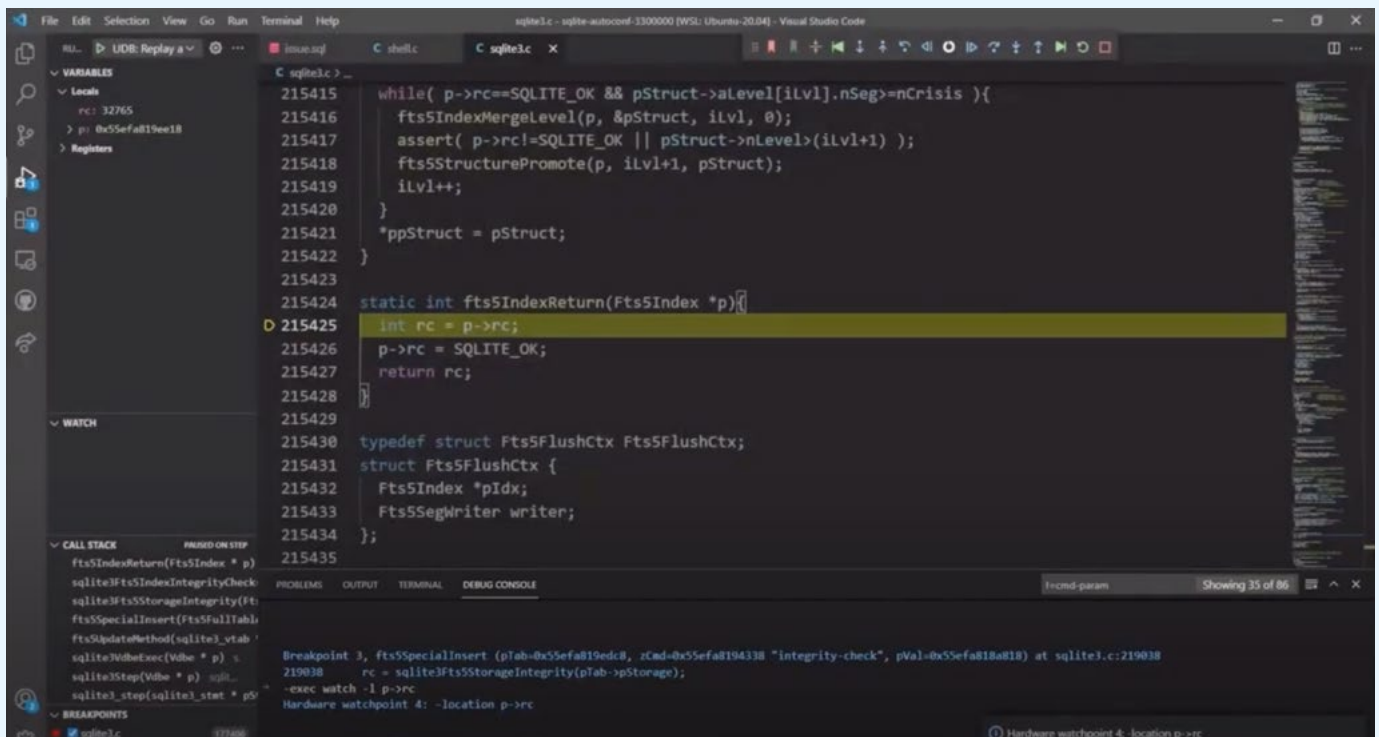 File Edit Selection View Go Run Terminal Help
sqlite3.c - sqlite-autoconf-3300000 [WSL: Ubuntu-20.04] - Visual Studio Code
RU... UDB: Replay a
issue.sql
shell.c
sqlite3.c
VARIABLES
Locals
rc: 32765
p: 0x55efa819ee18
Registers
WATCH
CALL STACK
PAUSED ON STEP
fts5IndexReturn(Fts5Index * p)
sqlite3Fts5IndexIntegrityCheck
sqlite3Fts5StorageIntegrity(Ft
fts5SpecialInsert(Fts5FullTabl
fts5UpdateMethod(sqlite3_vtab
sqlite3VdbeExec(Vdbe * p)
sqlite3Step(Vdbe * p)
sqlite3_step(sqlite3_stmt *
BREAKPOINTS
sqlite3.c
C sqlite3.c > ...
215415 while( p->rc==SQLITE_OK && pStruct->aLevel[iLvl].nSeg>=nCrisis ){
215416 fts5IndexMergeLevel(p, &pStruct, iLvl, 0);
215417 assert( p->rc!=SQLITE_OK || pStruct->nLevel>(iLvl+1) );
215418 fts5StructurePromote(p, iLvl+1, pStruct);
215419 iLvl++;
215420 }
215421 *ppStruct = pStruct;
215422 }
215423
215424 static int fts5IndexReturn(Fts5Index *p){
215425 int rc = p->rc;
215426 p->rc = SQLITE_OK;
215427 return rc;
215428 }
215429
215430 typedef struct Fts5FlushCtx Fts5FlushCtx;
215431 struct Fts5FlushCtx {
215432 Fts5Index *pIdx;
215433 Fts5SegWriter writer;
215434 };
215435
PROBLEMS OUTPUT TERMINAL DEBUG CONSOLE
!=cmd-param
Showing 35 of 86
Breakpoint 3, fts5SpecialInsert (pTab=0x55efa819edc8, zCmd=0x55efa8194338 "integrity-check", pVal=0x55efa818a818) at sqlite3.c:219038
219038 rc = sqlite3Fts5StorageIntegrity(pTab->pStorage);
-exec watch -l p->rc
Hardware watchpoint 4: -location p->rc
Hardware watchpoint 4: -location p->rc